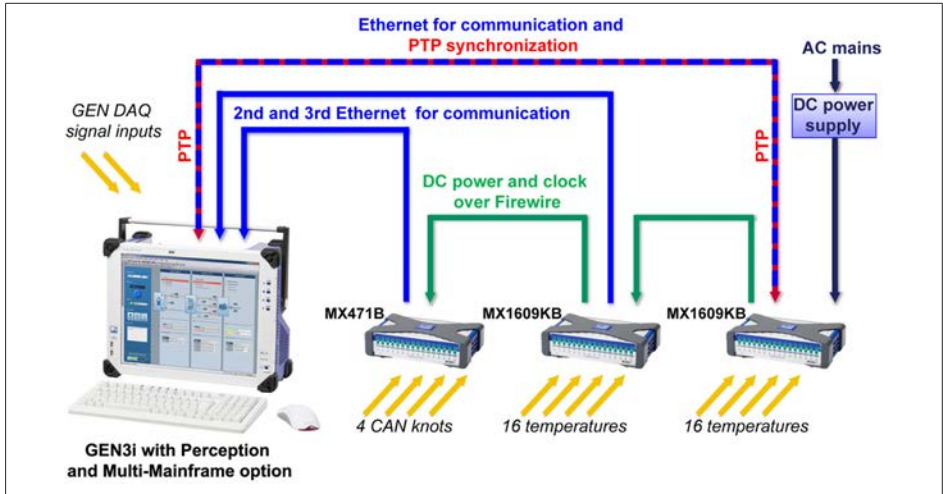 Ethernet for communication and
PTP synchronization
AC mains
GEN DAQ
signal inputs
2nd and 3rd Ethernet for communication
DC power
supply
PTP
PTP
DC power and clock
over Firewire
MX471B
MX1609KB
MX1609KB
4 CAN knots
16 temperatures
16 temperatures
GEN3i with Perception
and Multi-Mainframe option